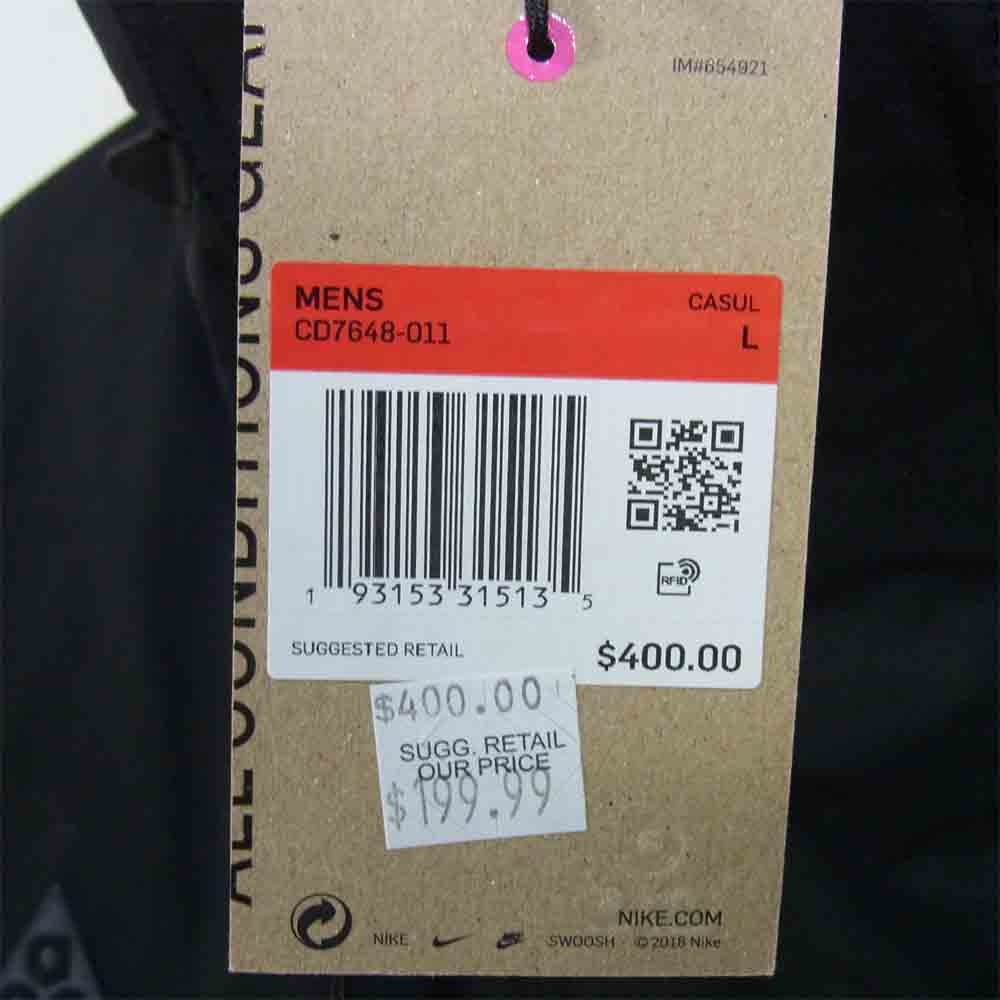 IM#654921
ALL CONDITIONS GEAR
MENS
CASUL
CD7648-011
L
RFID
1 93153 31513 5
SUGGESTED RETAIL
$400.00
$400.00
SUGG. RETAIL
OUR PRICE
$199.99
NIKE.COM
NIKE
SWOOSH
© 2018 Nike